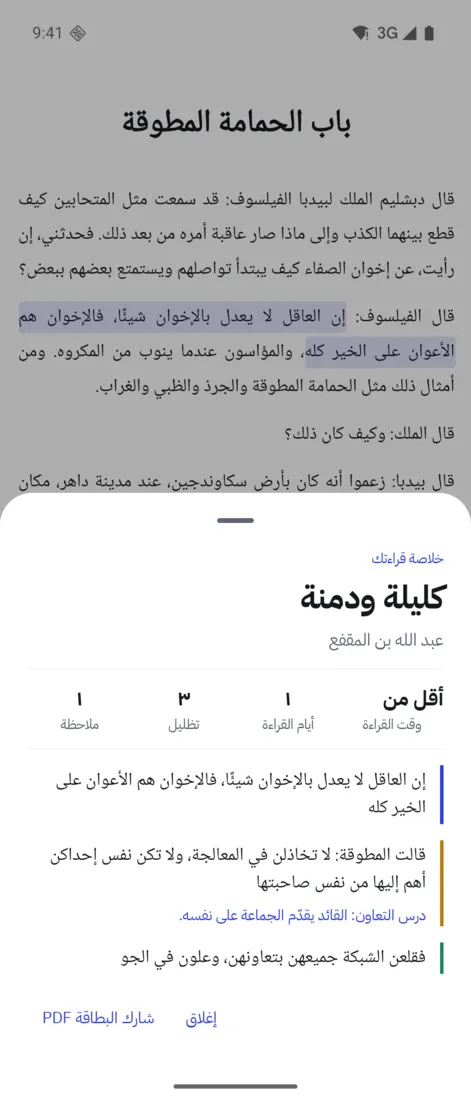 9:41
3G
باب الحمامة المطوقة
قال دبشليم الملك لبيدبا الفيلسوف: قد سمعت مثل المتحابين كيف
قطع بينهما الكذب وإلى ماذا صار عاقبة أمره من بعد ذلك. فحدثني، إن
رأيت، عن إخوان الصفاء كيف يبتدأ تواصلهم ويستمتع بعضهم ببعض؟
قال الفيلسوف: إن العاقل لا يعدل بالإخوان شيئًا، فالإخوان هم
الأعوان على الخير كله، والمؤاسون عندما ينوب من المكروه. ومن
أمثال ذلك مثل الحمامة المطوقة والجرذ والظبي والغراب.
قال الملك: وكيف كان ذلك؟
قال بيدبا: زعموا أنه كان بأرض سكاوندجين، عند مدينة داهر، مكان
خلاصة قراءتك
كليلة ودمنة
عبد الله بن المقفع
أقل من
وقت القراءة
١
أيام القراءة
٣
تظليل
١
ملاحظة
إن العاقل لا يعدل بالإخوان شيئًا، فالإخوان هم الأعوان على
الخير كله
قالت المطوقة: لا تخاذلن في المعالجة، ولا تكن نفس إحداكن
أهم إليها من نفس صاحبتها
درس التعاون: القائد يقدّم الجماعة على نفسه.
فقلعن الشبكة جميعهن بتعاونهن، وعلون في الجو
إغلاق
شارك البطاقة PDF